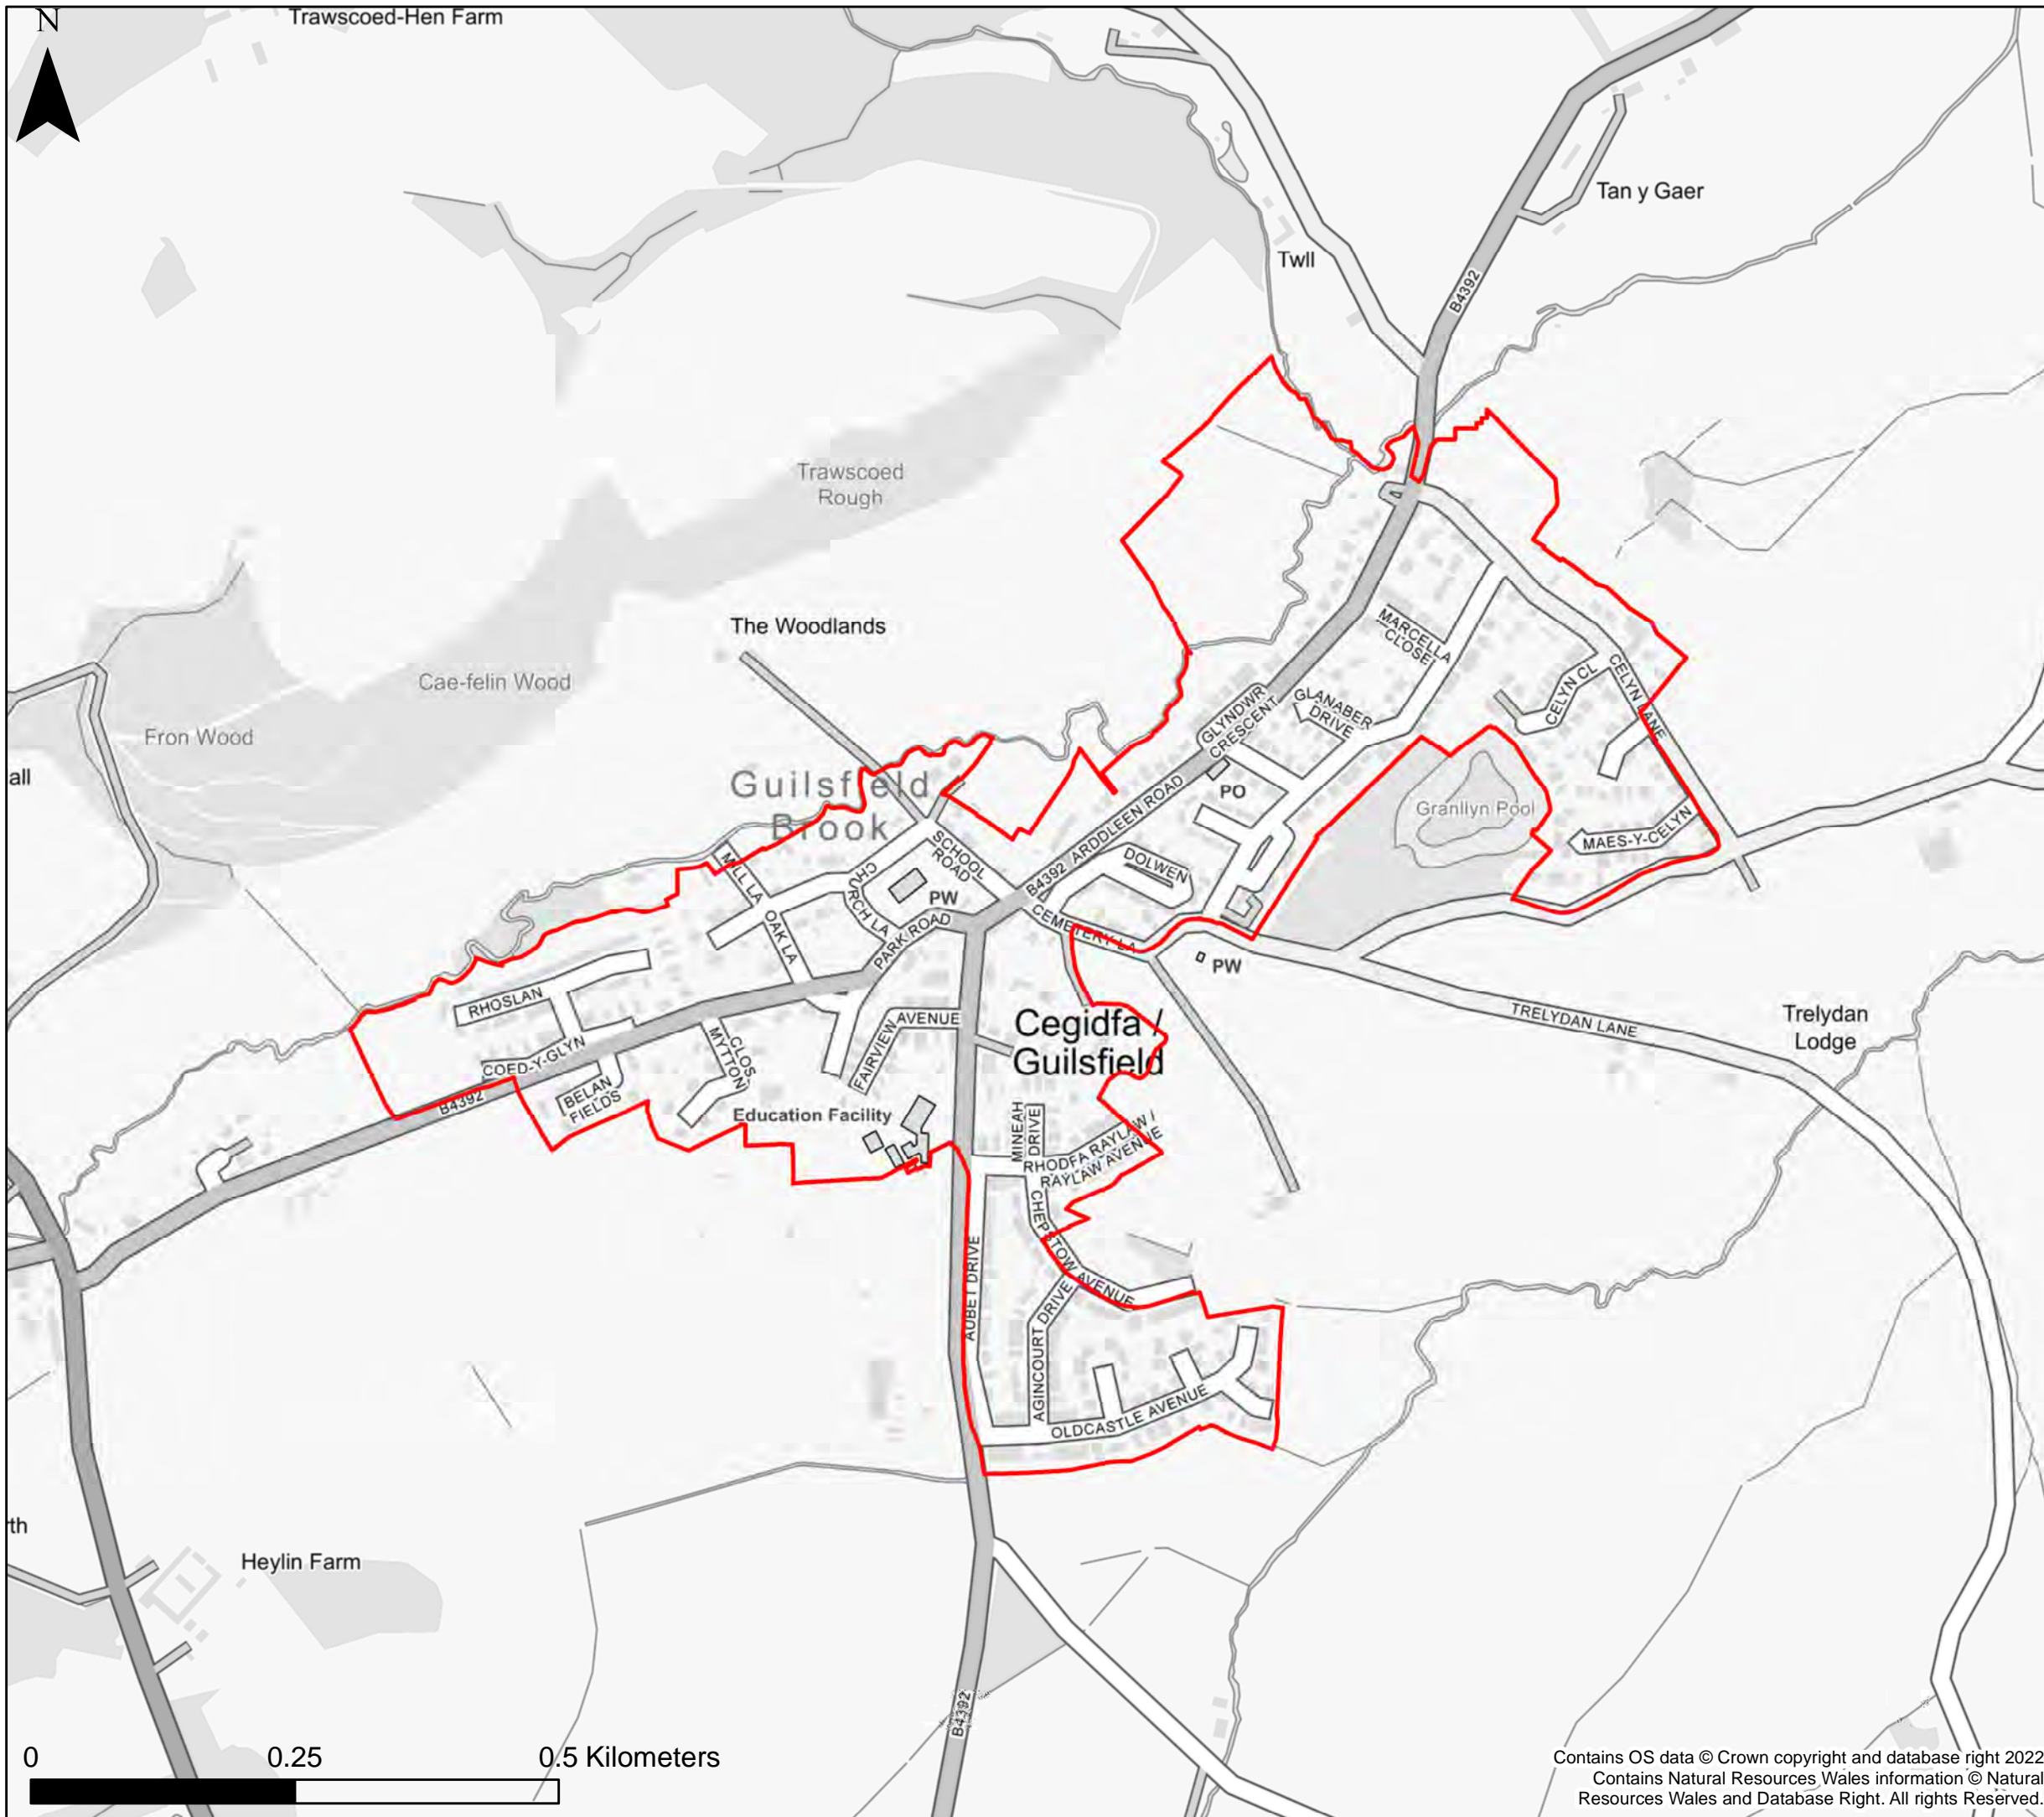 N
Trawscoed-Hen Farm
Tan y Gaer
Twll
B4392
Trawscoed
Rough
The Woodlands
Cae-felin Wood
Fron Wood
all
MARCELLA
CLOSE
CELYN CL
CELYN LANE
GLANABER
DRIVE
GLYNDWR
CRESCENT
Guilsfield
Brook
PO
Granllyn Pool
MAES-Y-CELYN
B4392 ARDDLEEN ROAD
SCHOOL
ROAD
DOLWEN
MILL LA
CHURCH LA
PW
OAK LA
PARK ROAD
CEMETERY LA
PW
RHOSLAN
TRELYDAN LANE
Trelydan
Lodge
FAIRVIEW AVENUE
Cegidfa /
Guilsfield
COED-Y-GLYN
CLOS
MYTTON
BELAN
FIELDS
B4392
Education Facility
MINEAH
DRIVE
RHODFA RAYLAW /
RAYLAW AVENUE
CHEPSTOW AVENUE
AUBET DRIVE
AGINCOURT DRIVE
OLDCASTLE AVENUE
th
Heylin Farm
B4392
0 0.25 0.5 Kilometers
Contains OS data © Crown copyright and database right 2022
Contains Natural Resources Wales information © Natural
Resources Wales and Database Right. All rights Reserved.